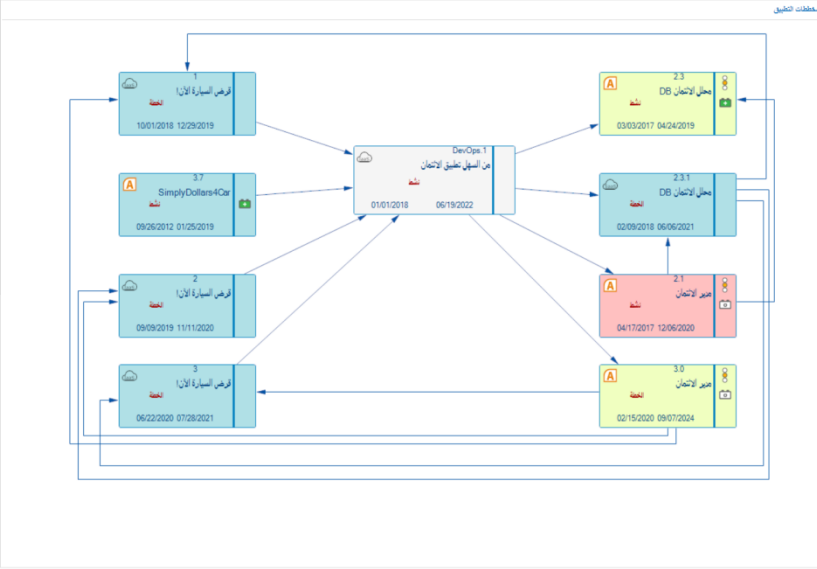 مخططات التطبيق
1
قرض السيارة الآن!
الخطة
10/01/2018 12/29/2019
2.3
محلل الائتمان DB
نشط
03/03/2017 04/24/2019
DevOps.1
من السهل تطبيق الائتمان
نشط
01/01/2018 06/19/2022
3.7
SimplyDollars4Car
نشط
09/26/2012 01/25/2019
2.3.1
محلل الائتمان DB
الخطة
02/09/2018 06/06/2021
2
قرض السيارة الآن!
الخطة
09/09/2019 11/11/2020
2.1
مدير الائتمان
نشط
04/17/2017 12/06/2020
3
قرض السيارة الآن!
الخطة
06/22/2020 07/28/2021
3.0
مدير الائتمان
الخطة
02/15/2020 09/07/2024